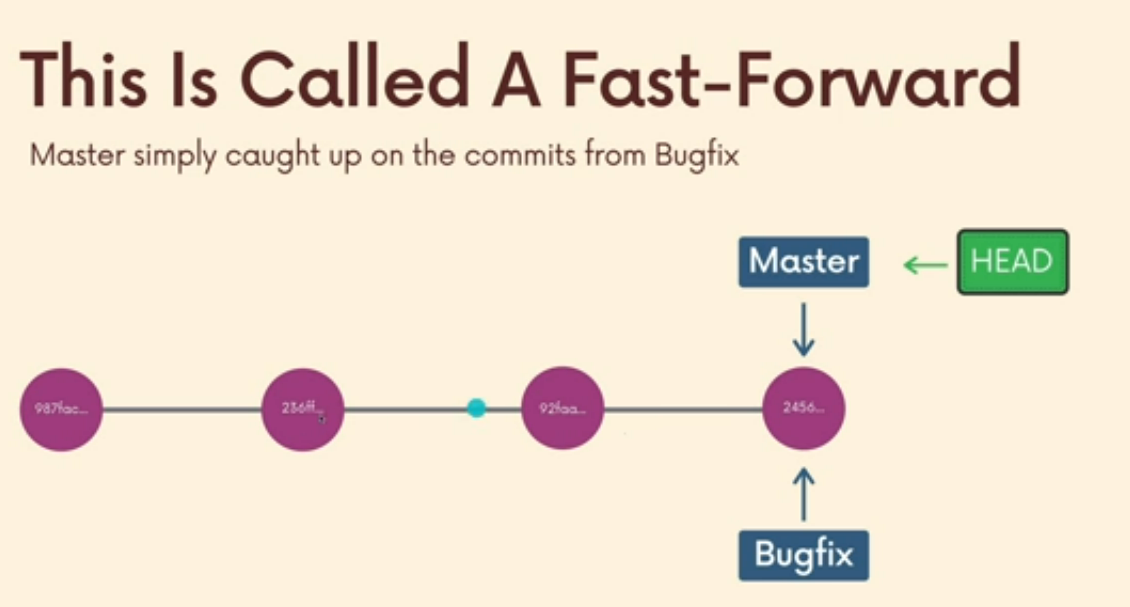 This Is Called A Fast-Forward
Master simply caught up on the commits from Bugfix
Master
HEAD
987fac...
236ff...
92faa...
2456...
Bugfix